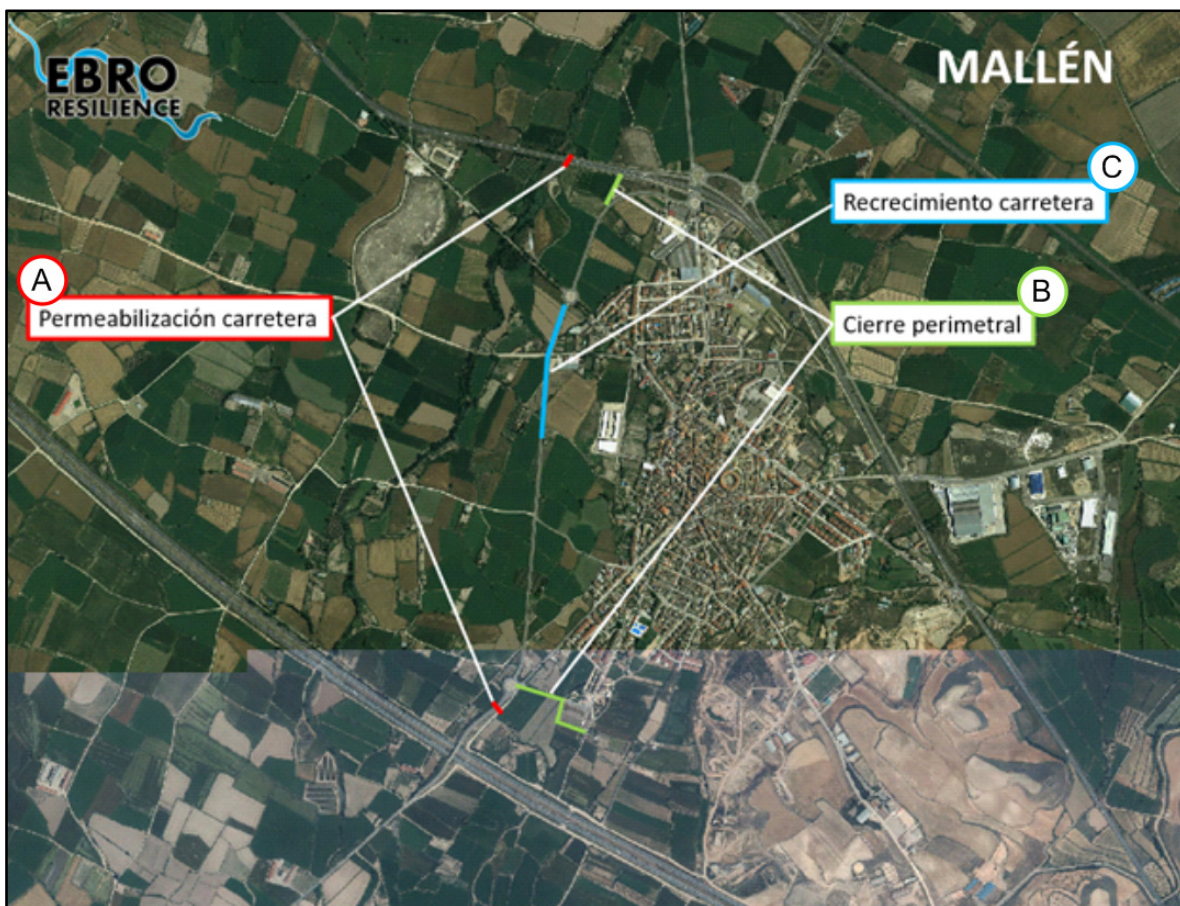 EBRO
RESILIENCE
MALLÉN
C
Recrecimiento carretera
A
Permeabilización carretera
B
Cierre perimetral